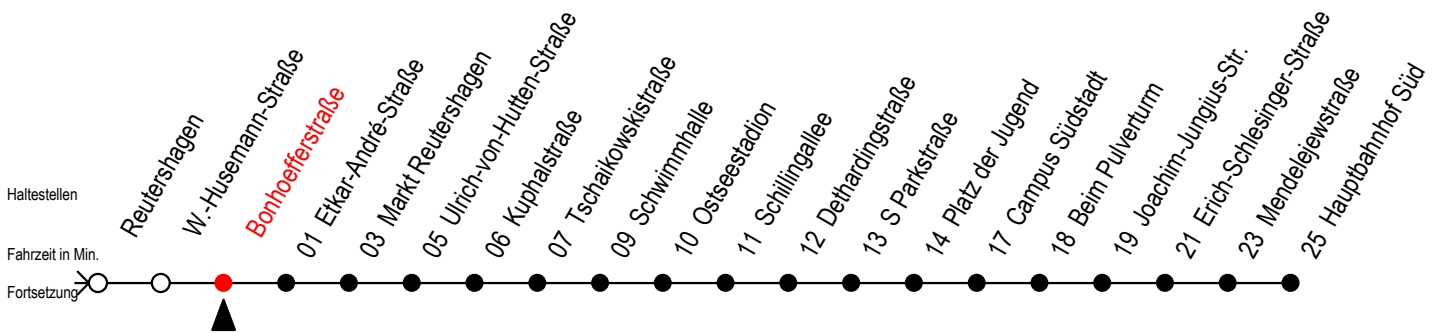 Haltestellen
Fahrzeit in Min.
Fortsetzung
Reutershagen
W.-Husemann-Straße
Bonhoefferstraße
01 Etkar-André-Straße
03 Markt Reutershagen
05 Ulrich-von-Hutten-Straße
06 Kuphalstraße
07 Tschaikowskistraße
09 Schwimmhalle
10 Ostseestadion
11 Schillingallee
12 Dethardingstraße
13 S Parkstraße
14 Platz der Jugend
17 Campus Südstadt
18 Beim Pulverturm
19 Joachim-Jungius-Str.
21 Erich-Schlesinger-Straße
23 Mendelejewstraße
25 Hauptbahnhof Süd